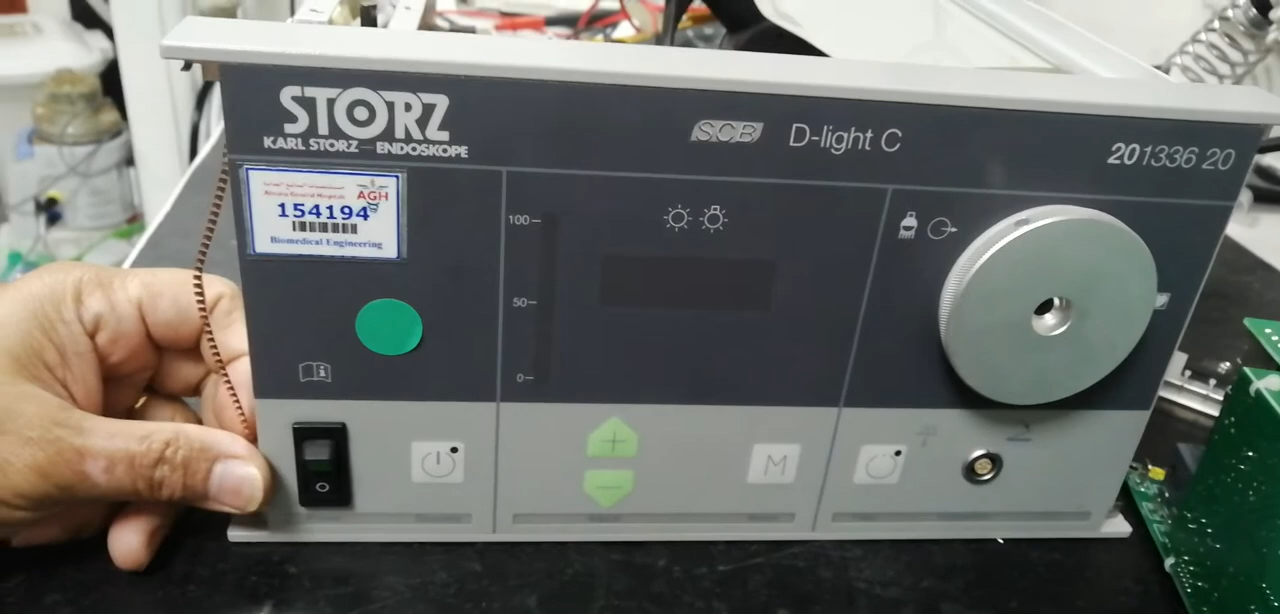 STORZ
KARL STORZ—ENDOSKOPE
SCB
D-light C
20133620
AGH
154194
Biomedical Engineering
100
50
0
+
−
M